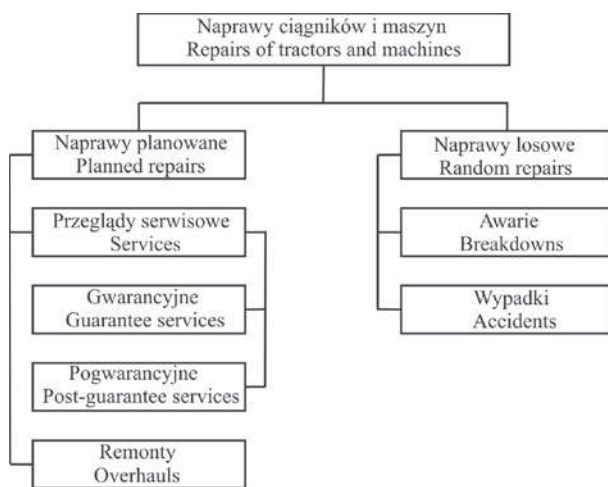 Naprawy ciągników i maszyn
Repairs of tractors and machines
Naprawy planowane
Planned repairs
Przeglądy serwisowe
Services
Gwarancyjne
Guarantee services
Pogwarancyjne
Post-guarantee services
Remonty
Overhauls
Naprawy losowe
Random repairs
Awarie
Breakdowns
Wypadki
Accidents